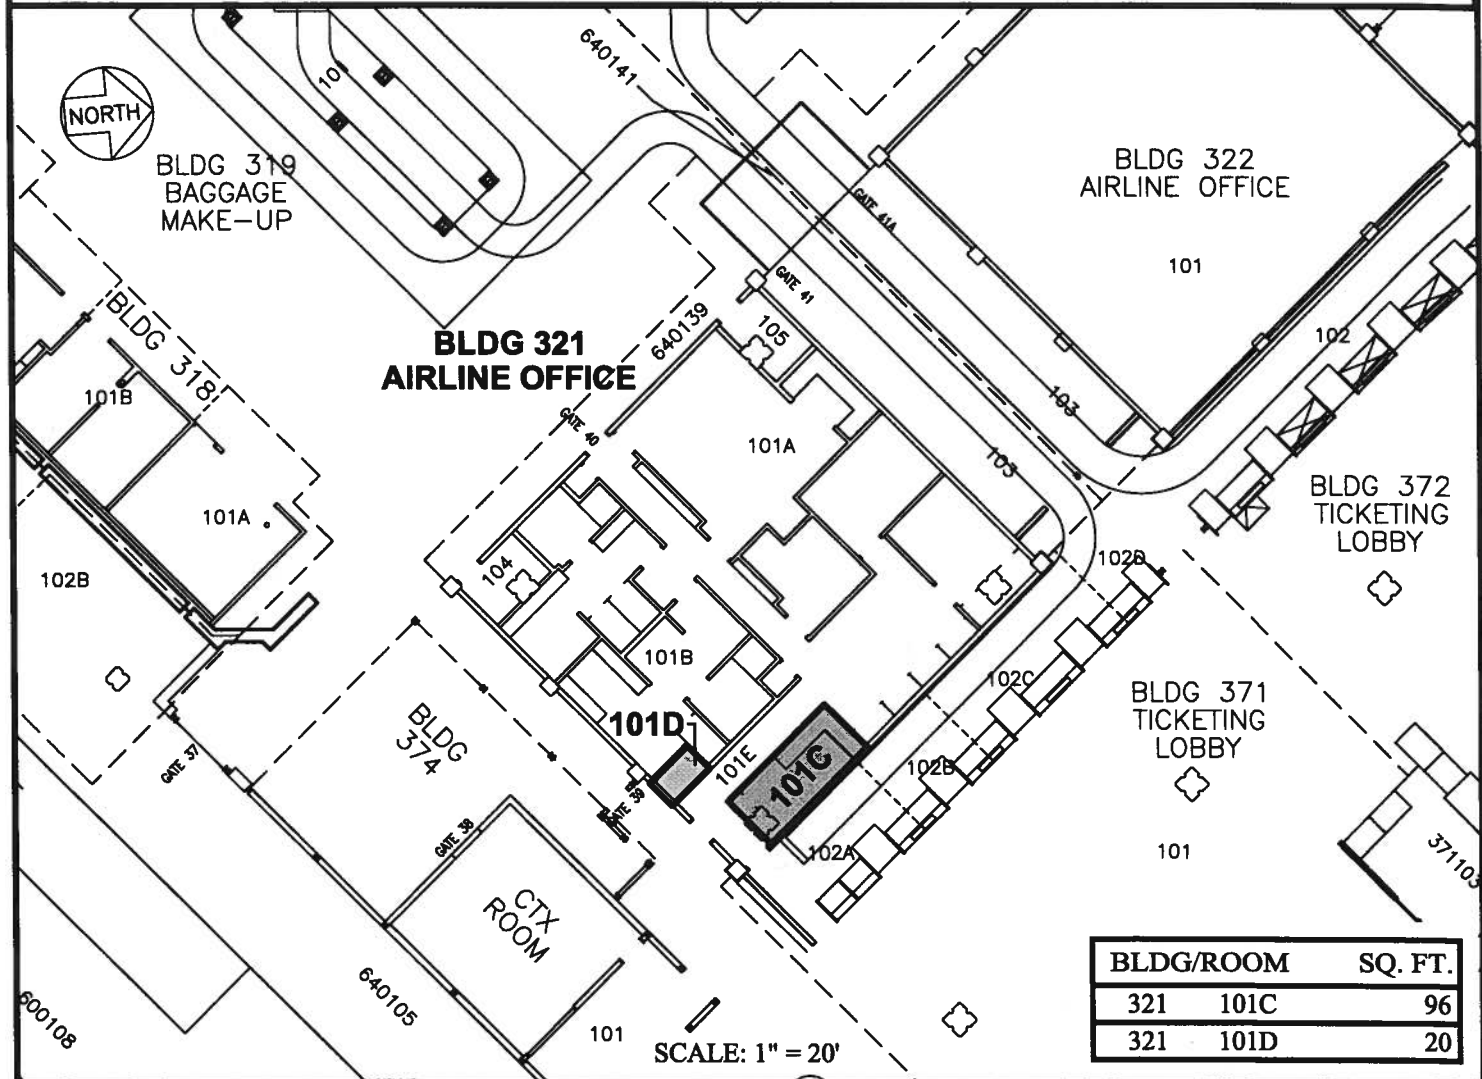 640141
10
NORTH
BLDG 319
BAGGAGE
MAKE-UP
BLDG 322
AIRLINE OFFICE
GATE 41A
101
GATE 41
BLDG 318
640139
105
102
BLDG 321
AIRLINE OFFICE
101B
103
GATE 40
101A
103
101A
BLDG 372
TICKETING
LOBBY
102B
104
102D
101B
102C
BLDG 371
TICKETING
LOBBY
101D
BLDG
374
GATE 37
101E
101C
102B
GATE 39
GATE 38
102A
101
371103
CTX
ROOM
640105
600108
101
SCALE: 1" = 20'
BLDG/ROOM SQ. FT.
321 101C 96
321 101D 20